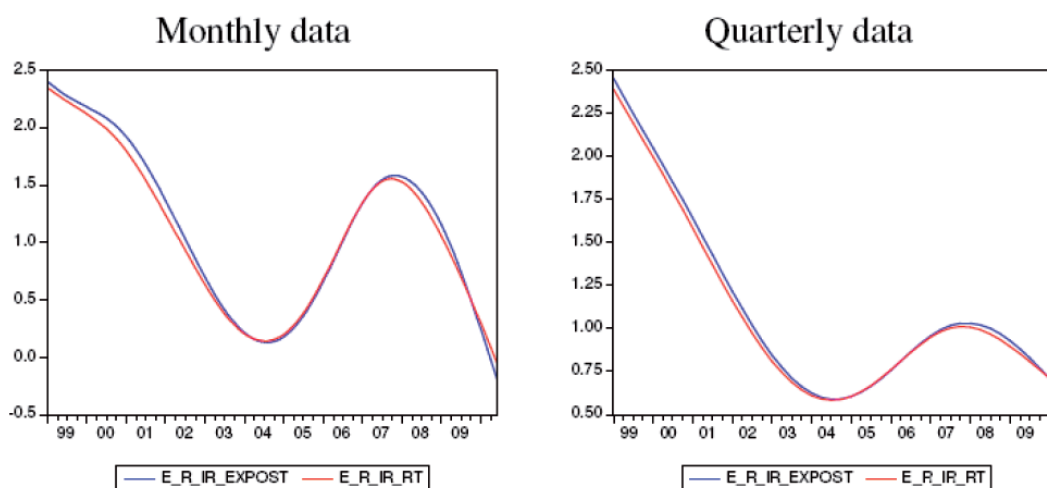 Monthly data
2.5
2.0
1.5
1.0
0.5
0.0
-0.5
99 00 01 02 03 04 05 06 07 08 09
E_R_IR_EXPOST E_R_IR_RT
Quarterly data
2.50
2.25
2.00
1.75
1.50
1.25
1.00
0.75
0.50
99 00 01 02 03 04 05 06 07 08 09
E_R_IR_EXPOST E_R_IR_RT